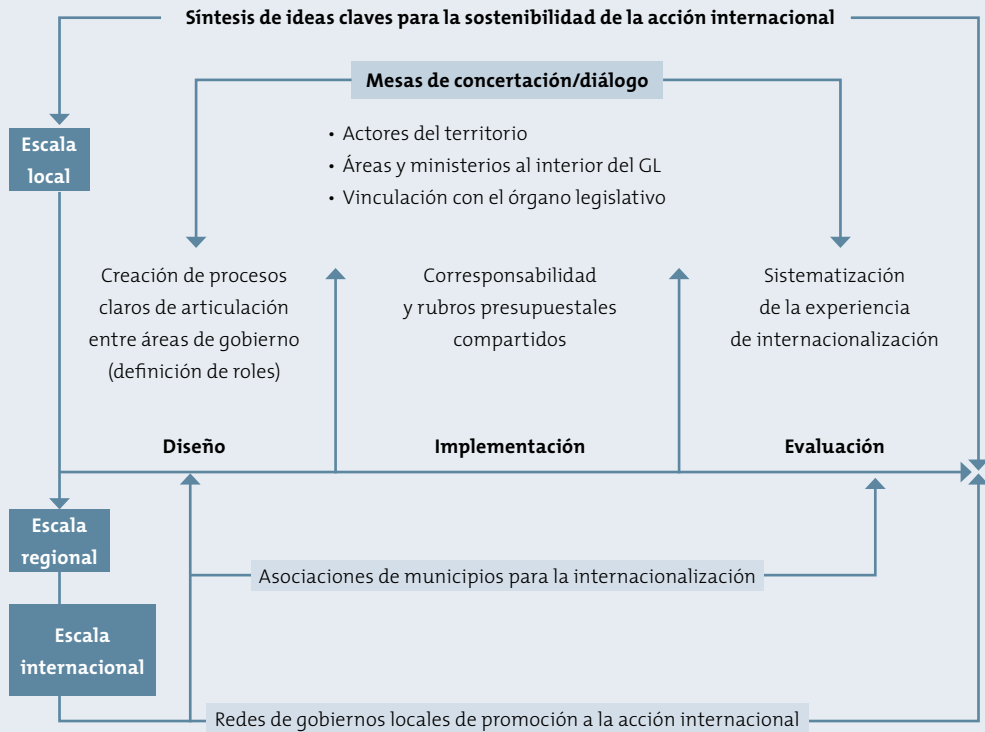 Síntesis de ideas claves para la sostenibilidad de la acción internacional
Mesas de concertación/diálogo
• Actores del territorio
• Áreas y ministerios al interior del GL
• Vinculación con el órgano legislativo
Escala
local
Creación de procesos
claros de articulación
entre áreas de gobierno
(definición de roles)
Corresponsabilidad
y rubros presupuestales
compartidos
Sistematización
de la experiencia
de internacionalización
Diseño
Implementación
Evaluación
Escala
regional
Asociaciones de municipios para la internacionalización
Escala
internacional
Redes de gobiernos locales de promoción a la acción internacional